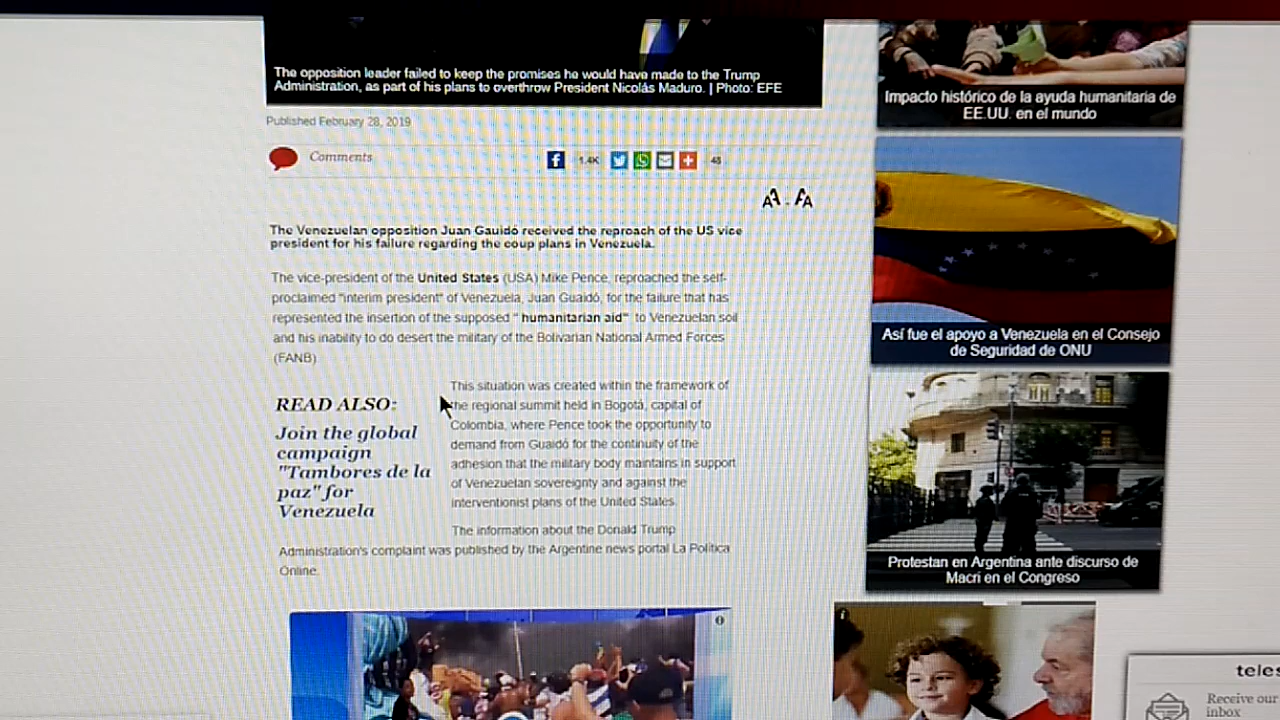 The opposition leader failed to keep the promises he would have made to the Trump
Administration, as part of his plans to overthrow President Nicolás Maduro. | Photo: EFE
Published February 28, 2019
Comments
1.4K
48
AA - AA
The Venezuelan opposition Juan Gauidó received the reproach of the US vice
president for his failure regarding the coup plans in Venezuela.
The vice-president of the United States (USA) Mike Pence, reproached the self-
proclaimed "interim president" of Venezuela, Juan Guaidó, for the failure that has
represented the insertion of the supposed " humanitarian aid" to Venezuelan soil
and his inability to do desert the military of the Bolivarian National Armed Forces
(FANB).
READ ALSO:
Join the global
campaign
"Tambores de la
paz" for
Venezuela
This situation was created within the framework of
the regional summit held in Bogotá, capital of
Colombia, where Pence took the opportunity to
demand from Guaidó for the continuity of the
adhesion that the military body maintains in support
of Venezuelan sovereignty and against the
interventionist plans of the United States.
The information about the Donald Trump
Administration's complaint was published by the Argentine news portal La Política
Online.
Impacto histórico de la ayuda humanitaria de
EE.UU. en el mundo
Así fue el apoyo a Venezuela en el Consejo
de Seguridad de ONU
Protestan en Argentina ante discurso de
Macri en el Congreso
teles
Receive our
inbox